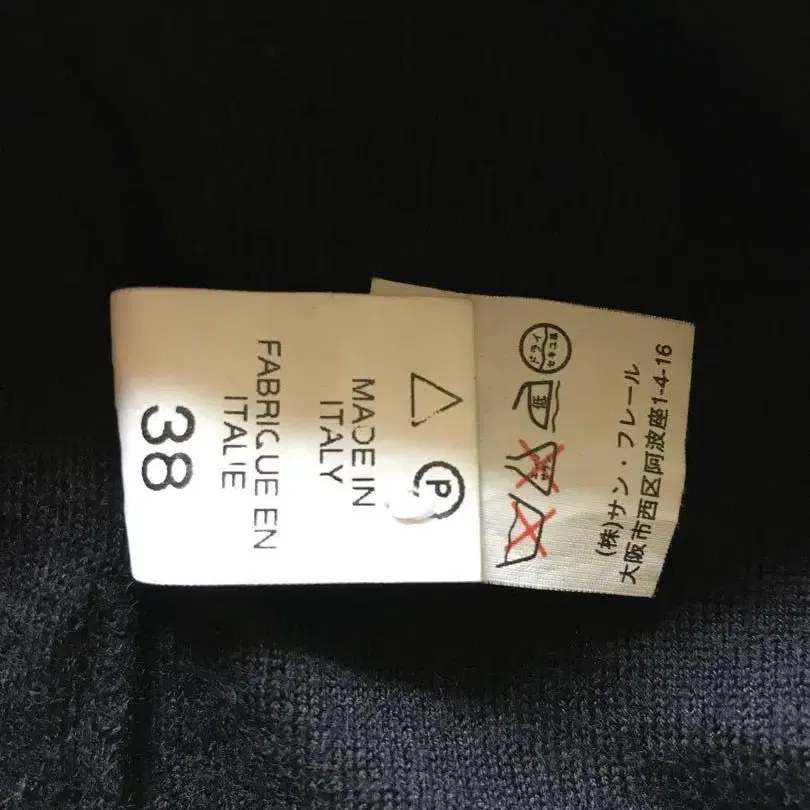 P
MADE IN
ITALY
FABRIQUE EN
ITALIE
38
ドライ
セキユ系
低
(株)サン・フレール
大阪市西区阿波座1-4-16